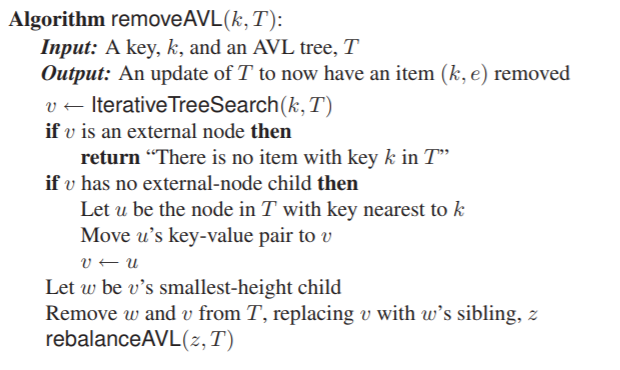 Algorithm removeAVL(k, T):
Input: A key, k, and an AVL tree, T
Output: An update of T to now have an item (k, e) removed
v ← IterativeTreeSearch(k, T)
if v is an external node then
return “There is no item with key k in T”
if v has no external-node child then
Let u be the node in T with key nearest to k
Move u’s key-value pair to v
v ← u
Let w be v’s smallest-height child
Remove w and v from T, replacing v with w’s sibling, z
rebalanceAVL(z, T)